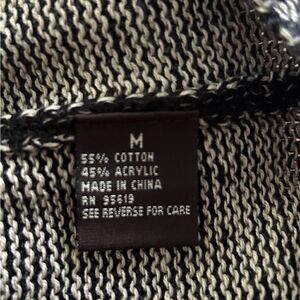 M
55% COTTON
45% ACRYLIC
MADE IN CHINA
RN 95619
SEE REVERSE FOR CARE